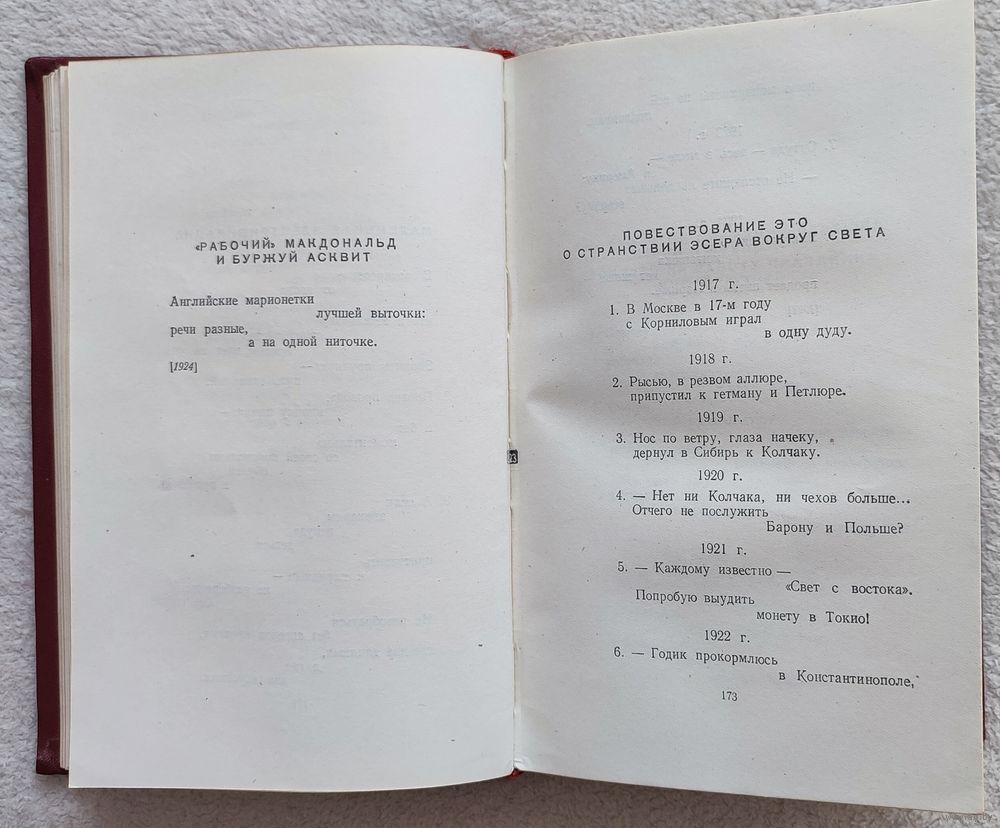 «РАБОЧИЙ» МАКДОНАЛЬД
И БУРЖУЙ АСКВИТ
Английские марионетки
лучшей выточки:
речи разные,
а на одной ниточке.
[1924]
ПОВЕСТВОВАНИЕ ЭТО
О СТРАНСТВИИ ЭСЕРА ВОКРУГ СВЕТА
1917 г.
1. В Москве в 17-м году
с Корниловым играл
в одну дуду.
1918 г.
2. Рысью, в резвом аллюре,
припустил к гетману и Петлюре.
1919 г.
3. Нос по ветру, глаза начеку,
дернул в Сибирь к Колчаку.
1920 г.
4. — Нет ни Колчака, ни чехов больше...
Отчего не послужить
Барону и Польше?
1921 г.
5. — Каждому известно —
«Свет с востока».
Попробую выудить
монету в Токио!
1922 г.
6. — Годик прокормлюсь
в Константинополе,
173